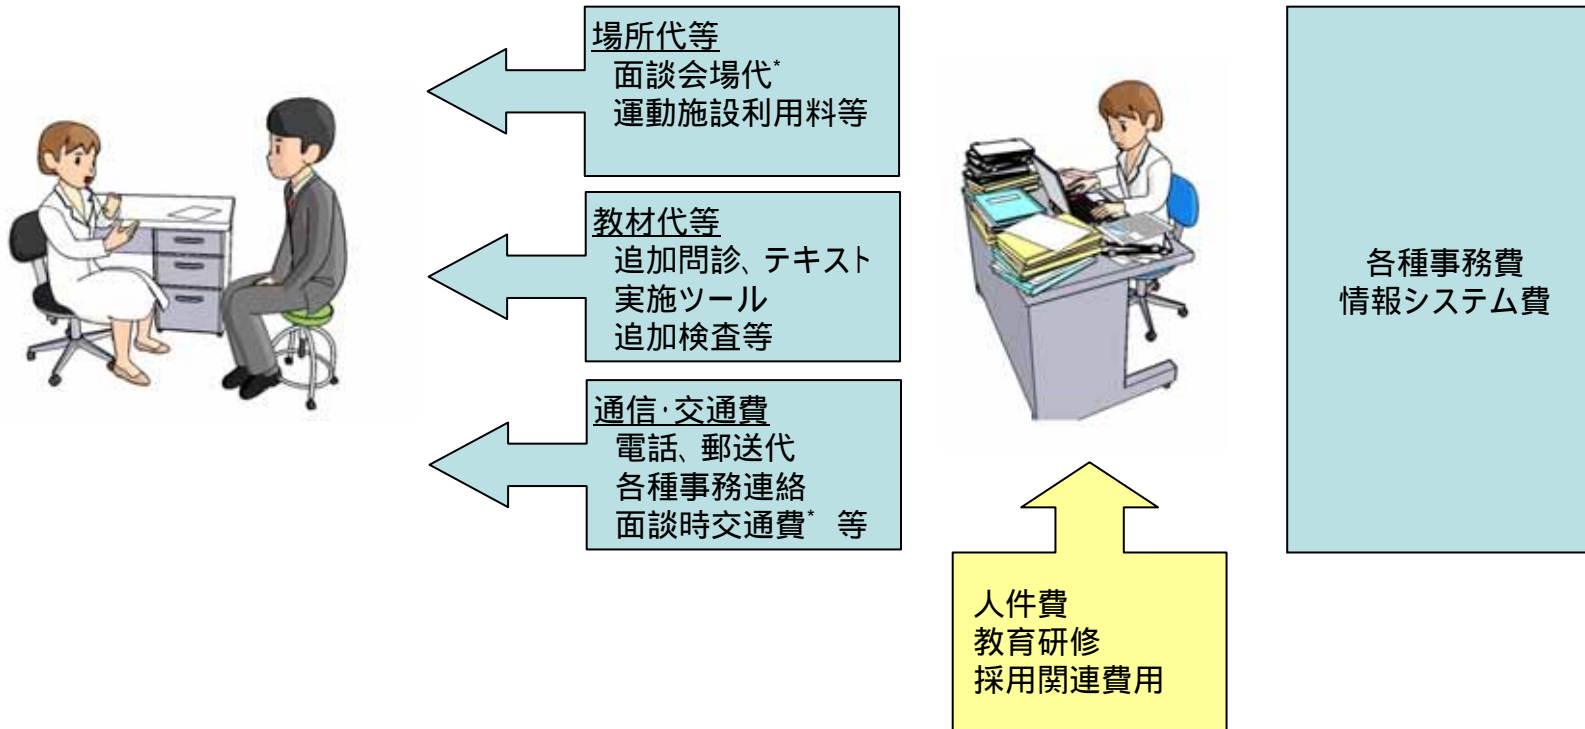 場所代等
面談会場代*
運動施設利用料等
教材代等
追加問診、テキスト
実施ツール
追加検査等
通信・交通費
電話、郵送代
各種事務連絡
面談時交通費* 等
人件費
教育研修
採用関連費用
各種事務費
情報システム費